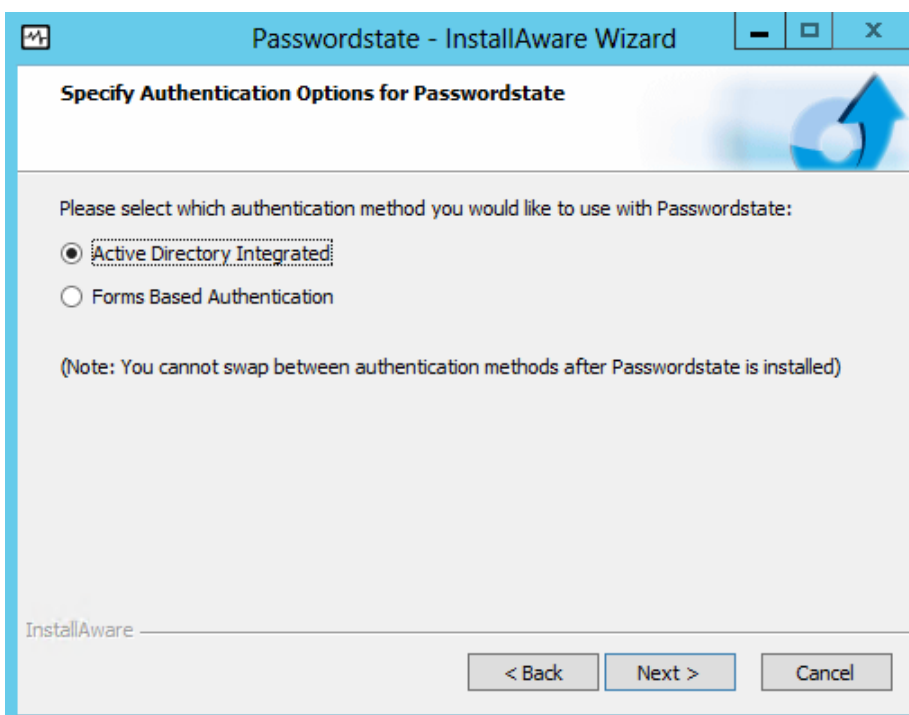 Passwordstate - InstallAware Wizard
Specify Authentication Options for Passwordstate
Please select which authentication method you would like to use with Passwordstate:
Active Directory Integrated
Forms Based Authentication
(Note: You cannot swap between authentication methods after Passwordstate is installed)
InstallAware
< Back Next > Cancel